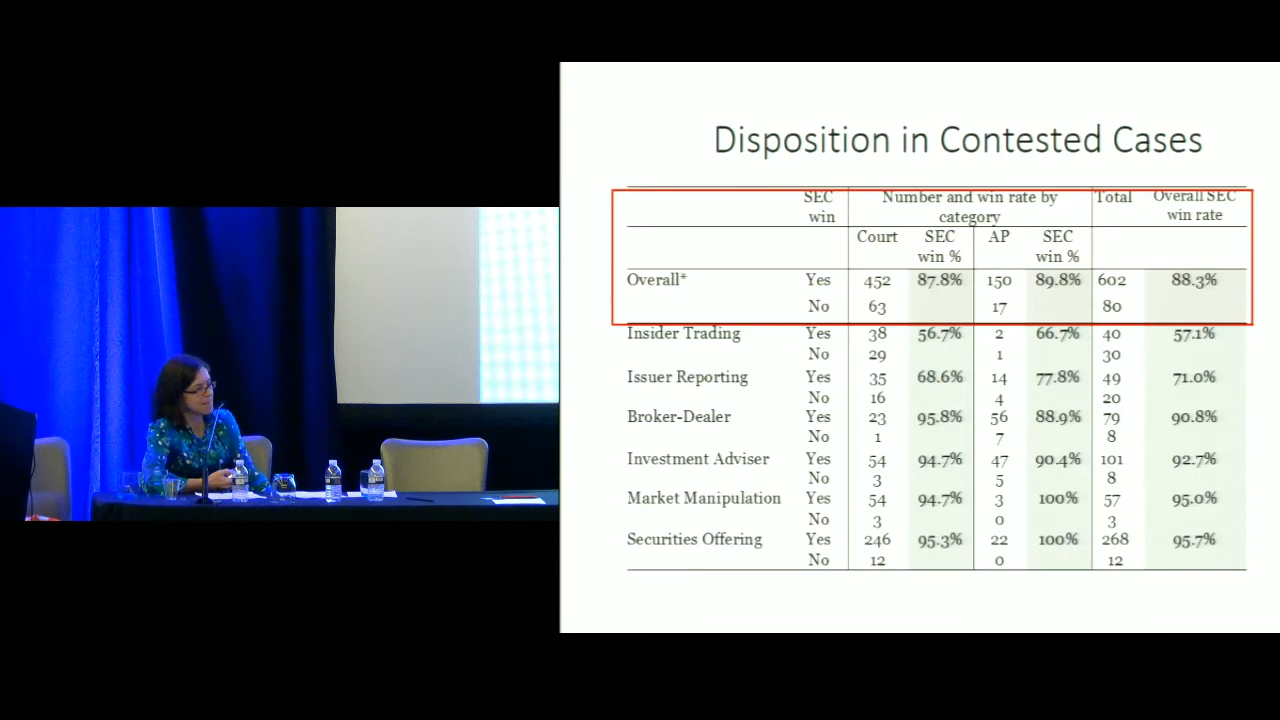 Disposition in Contested Cases
SEC win Number and win rate by category Total Overall SEC win rate
Court SEC win % AP SEC win %
Overall* Yes 452 87.8% 150 89.8% 602 88.3%
No 63 17 80
Insider Trading Yes 38 56.7% 2 66.7% 40 57.1%
No 29 1 30
Issuer Reporting Yes 35 68.6% 14 77.8% 49 71.0%
No 16 4 20
Broker-Dealer Yes 23 95.8% 56 88.9% 79 90.8%
No 1 7 8
Investment Adviser Yes 54 94.7% 47 90.4% 101 92.7%
No 3 5 8
Market Manipulation Yes 54 94.7% 3 100% 57 95.0%
No 3 0 3
Securities Offering Yes 246 95.3% 22 100% 268 95.7%
No 12 0 12